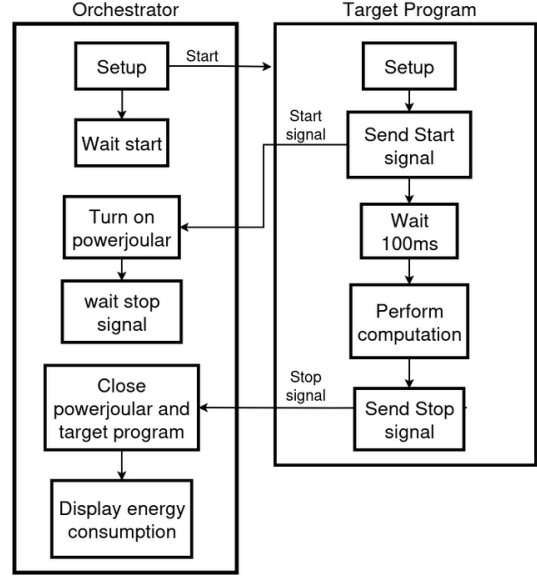 Orchestrator
Target Program
Setup
Start
Setup
Wait start
Start
signal
Send Start
signal
Turn on
powerjoular
Wait
100ms
wait stop
signal
Perform
computation
Close
powerjoular and
target program
Stop
signal
Send Stop
signal
Display energy
consumption